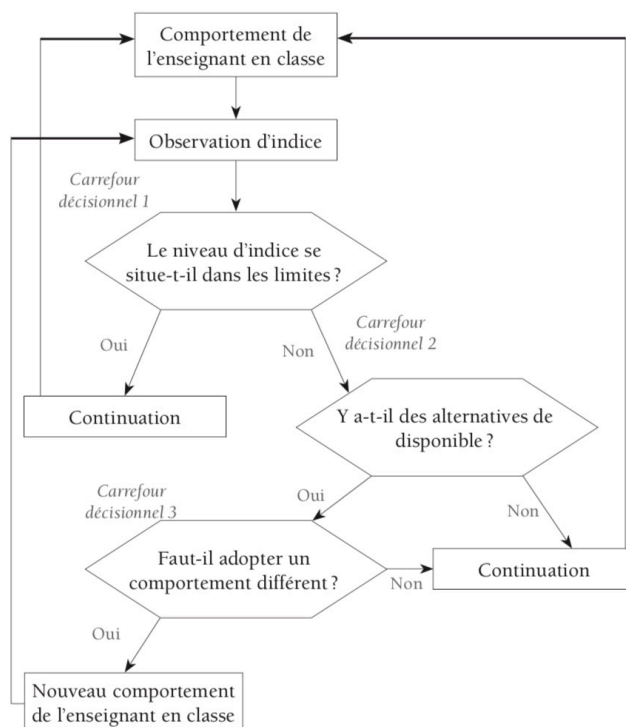 Comportement de
l'enseignant en classe
Observation d'indice
Carrefour
décisionnel 1
Le niveau d'indice se
situe-t-il dans les limites ?
Oui
Non
Carrefour
décisionnel 2
Continuation
Y a-t-il des alternatives de
disponible ?
Carrefour
décisionnel 3
Oui
Non
Faut-il adopter un
comportement différent ?
Non
Continuation
Oui
Nouveau comportement
de l'enseignant en classe